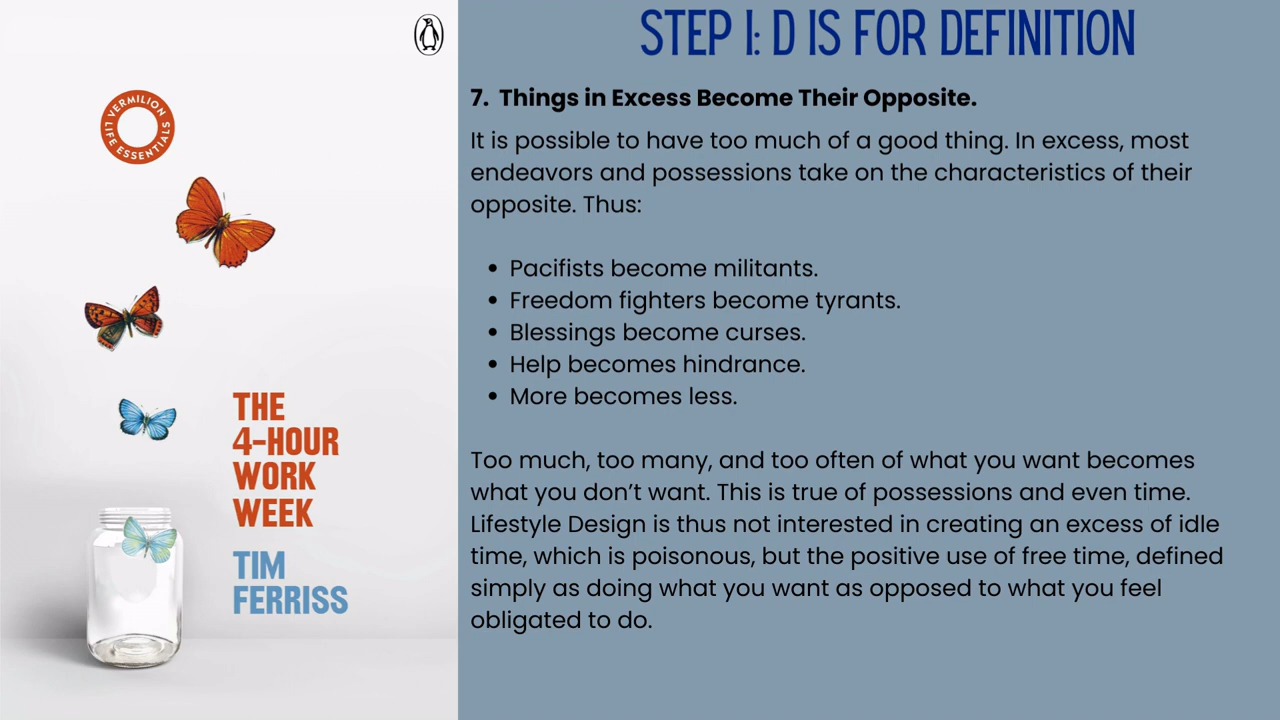 VERMILION
LIFE ESSENTIALS
THE
4-HOUR
WORK
WEEK
TIM
FERRISS
STEP 1: D IS FOR DEFINITION
7. Things in Excess Become Their Opposite.
It is possible to have too much of a good thing. In excess, most
endeavors and possessions take on the characteristics of their
opposite. Thus:
• Pacifists become militants.
• Freedom fighters become tyrants.
• Blessings become curses.
• Help becomes hindrance.
• More becomes less.
Too much, too many, and too often of what you want becomes
what you don’t want. This is true of possessions and even time.
Lifestyle Design is thus not interested in creating an excess of idle
time, which is poisonous, but the positive use of free time, defined
simply as doing what you want as opposed to what you feel
obligated to do.